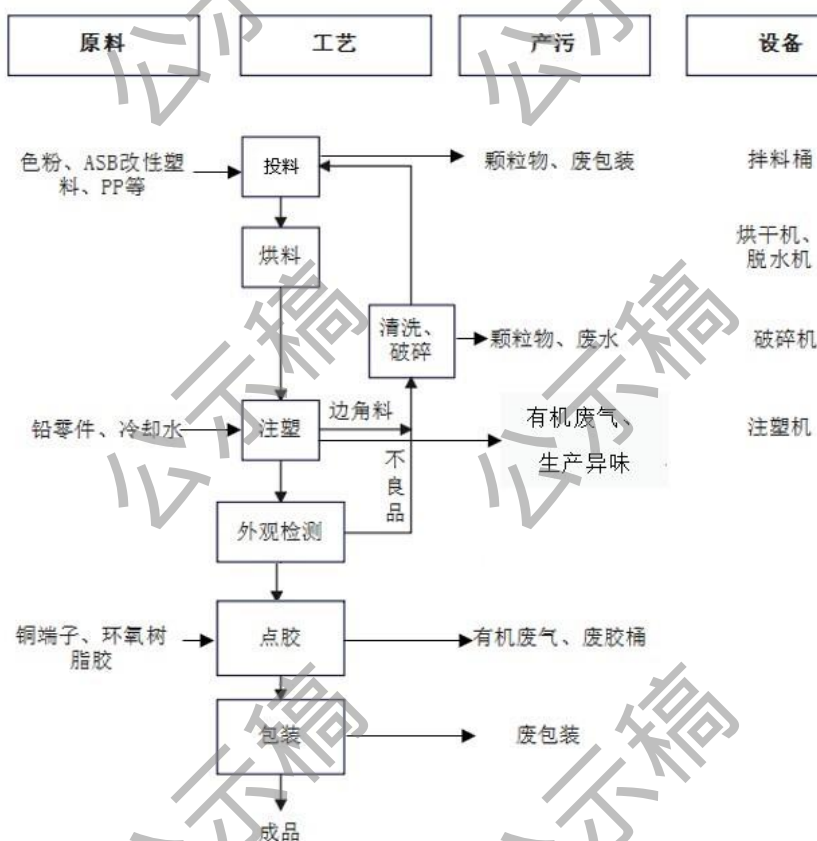 原料 工艺 产污 设备
色粉、ASB改性塑
料、PP等
投料
颗粒物、废包装
拌料桶
烘料
烘干机、
脱水机
清洗、
破碎
颗粒物、废水
破碎机
铅零件、冷却水
注塑
边角料
有机废气、
生产异味
注塑机
不
良
品
外观检测
铜端子、环氧树
脂胶
点胶
有机废气、废胶桶
包装
废包装
成品
公示稿
公示稿
公示稿
公示稿
公示稿
公示稿